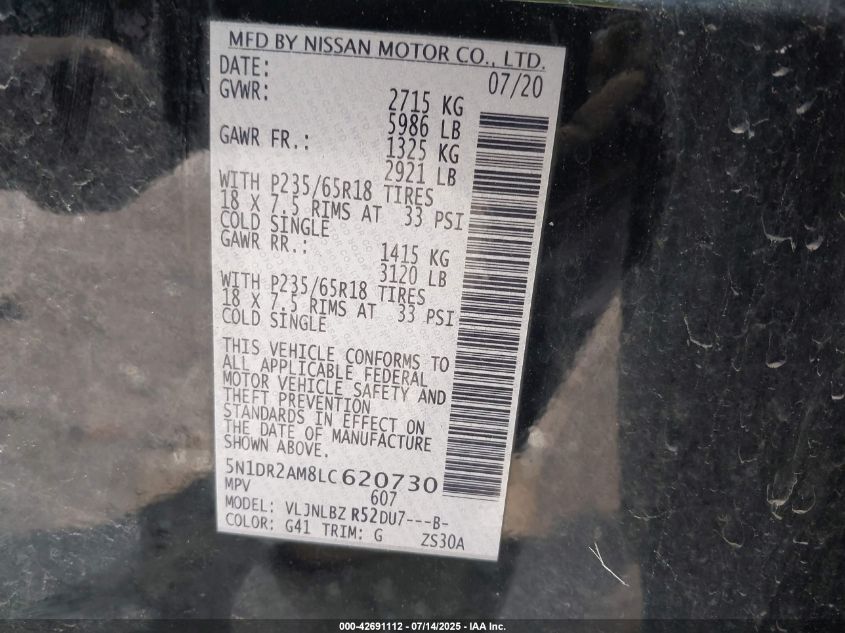 MFD BY NISSAN MOTOR CO., LTD.
DATE: 07/20
GVWR: 2715 KG
5986 LB
GAWR FR.: 1325 KG
2921 LB
WITH P235/65R18 TIRES
18 X 7.5 RIMS AT 33 PSI
COLD SINGLE
GAWR RR.: 1415 KG
3120 LB
WITH P235/65R18 TIRES
18 X 7.5 RIMS AT 33 PSI
COLD SINGLE
THIS VEHICLE CONFORMS TO
ALL APPLICABLE FEDERAL
MOTOR VEHICLE SAFETY AND
THEFT PREVENTION
STANDARDS IN EFFECT ON
THE DATE OF MANUFACTURE
SHOWN ABOVE.
5N1DR2AM8LC620730
MPV 607
MODEL: VLJNLBZ R52DU7---B-
COLOR: G41 TRIM: G ZS30A
000-42691112 - 07/14/2025 - IAA Inc.